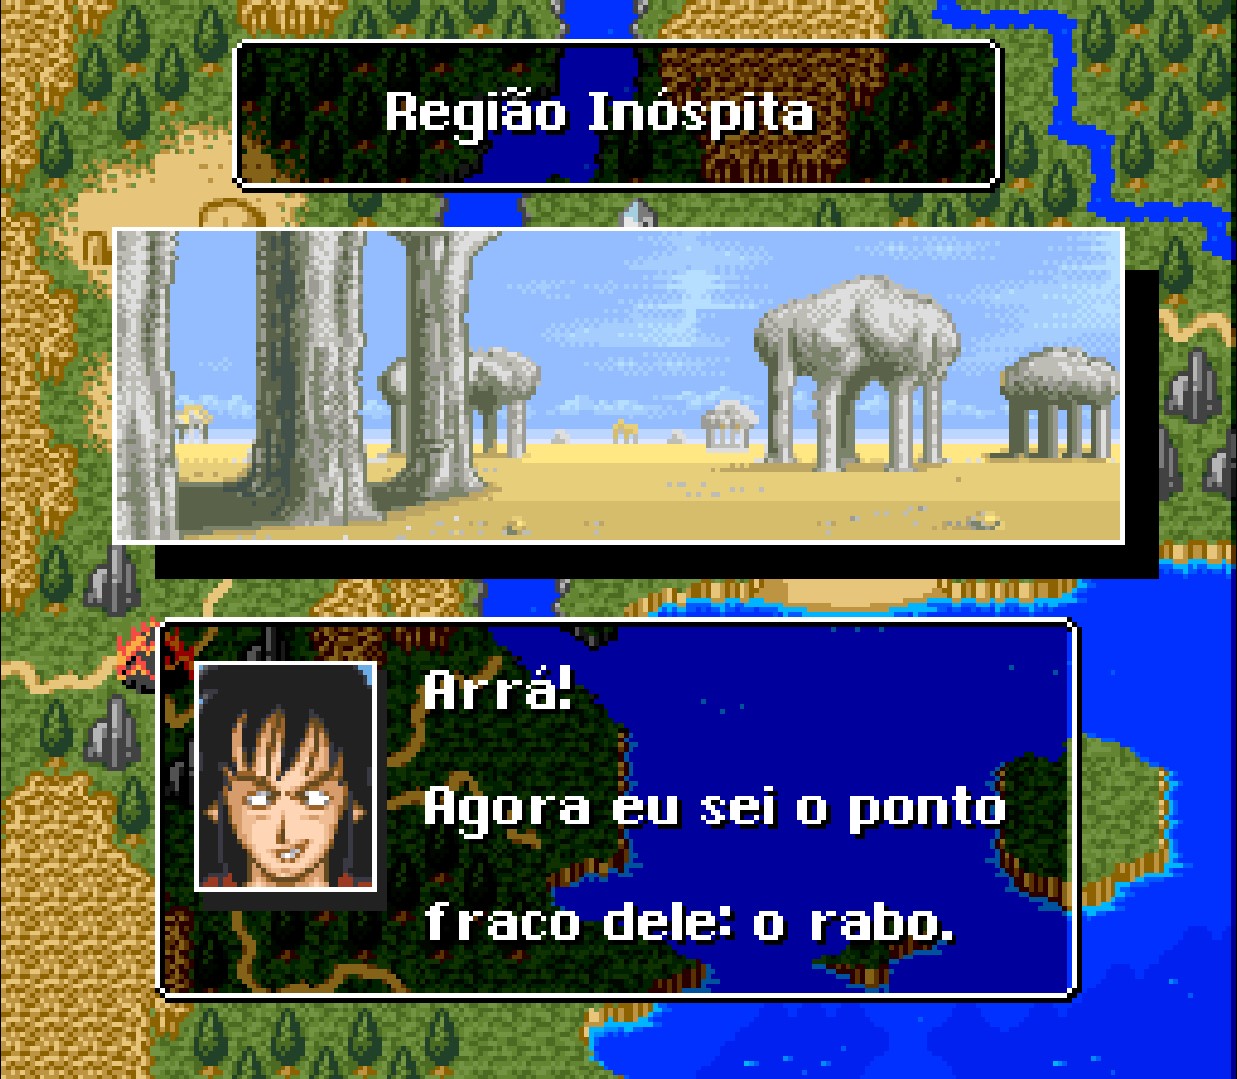 Região Inóspita
Arrá!
Agora eu sei o ponto
fraco dele: o rabo.